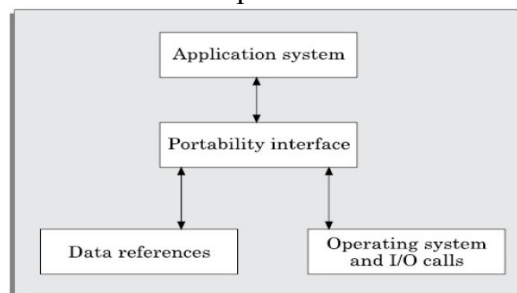 Application system
Portability interface
Data references
Operating system
and I/O calls